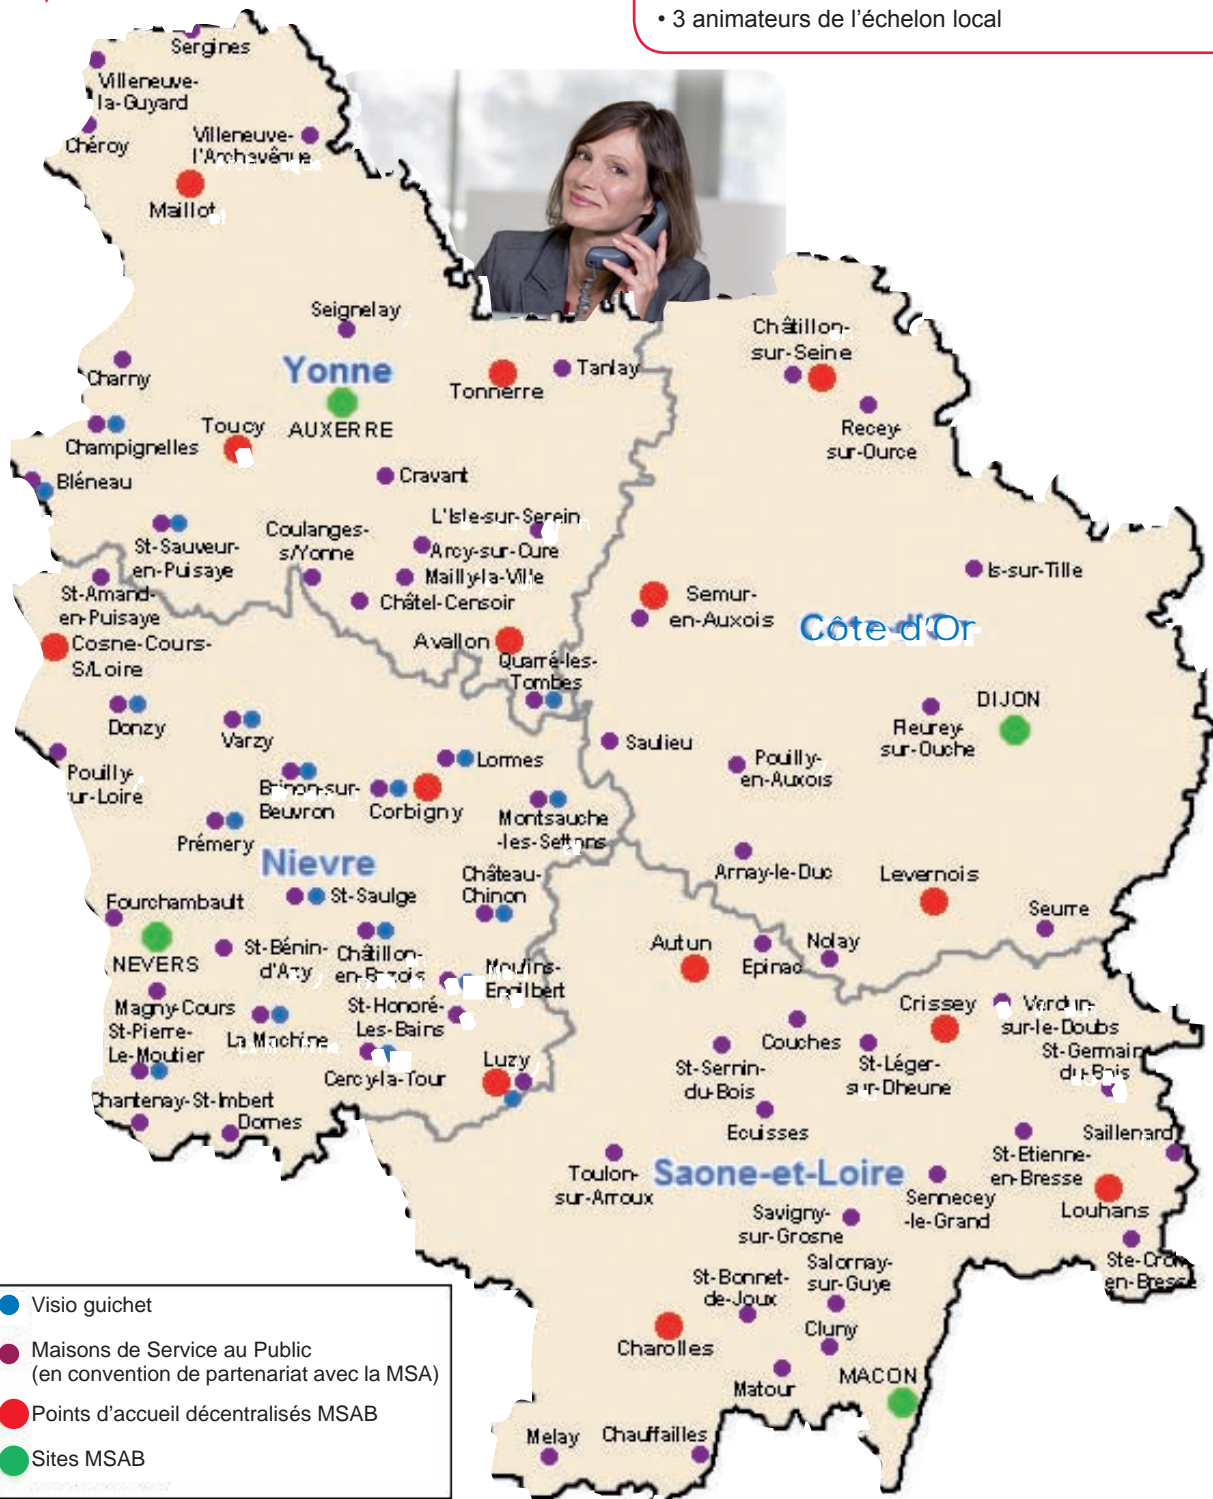 • 3 animateurs de l’échelon local
Sergines
Villeneuve-
la-Guyard
Chéroy
Villeneuve-
l'Archevêque
Maillot
Seignelay
Yonne
Charny
Tonnerre
Tanlay
Châtillon-
sur-Seine
Recey-
sur-Ource
Toucy
AUXERRE
Champignelles
Bléneau
Cravant
St-Sauveur-
en-Puisaye
Coulanges-
s/Yonne
L'Isle-sur-Serein
Arcy-sur-Cure
Mailly-la-Ville
Châtel-Censoir
St-Amand-
en-Puisaye
Is-sur-Tille
Semur-
en-Auxois
Côte d'Or
Cosne-Cours-
S/Loire
Avallon
Quarré-les-
Tombes
Donzy
Varzy
DIJON
Fleurey-
sur-Ouche
Saulieu
Pouilly-
en-Auxois
Pouilly-
sur-Loire
Lormes
Brinon-sur-
Beuvron
Corbigny
Montsauche
-les-Settons
Prémery
Nievre
Château-
Chinon
Arnay-le-Duc
Levernois
Seurre
Fourchambault
St-Saulge
NEVERS
St-Bénin-
d'Azy
Châtillon-
en-Bazois
Moulins-
Engilbert
Autun
Epinac
Nolay
Magny-Cours
St-Pierre-
Le-Moutier
La Machine
St-Honoré-
Les-Bains
Cercy-la-Tour
Luzy
Crissey
Verdun-
sur-le-Doubs
Couches
St-Léger-
sur-Dheune
St-Germain
du-Bois
St-Sernin-
du-Bois
Chantenay-St-Imbert
Dornes
Ecuisses
St-Etienne-
en-Bresse
Saillenard
Toulon-
sur-Arroux
Saone-et-Loire
Sennecey
-le-Grand
Louhans
Savigny-
sur-Grosne
Ste-Croix
en-Bresse
St-Bonnet-
de-Joux
Salornay-
sur-Guye
Charolles
Cluny
Matour
MACON
Melay
Chauffailles
Visio guichet
Maisons de Service au Public
(en convention de partenariat avec la MSA)
Points d’accueil décentralisés MSAB
Sites MSAB